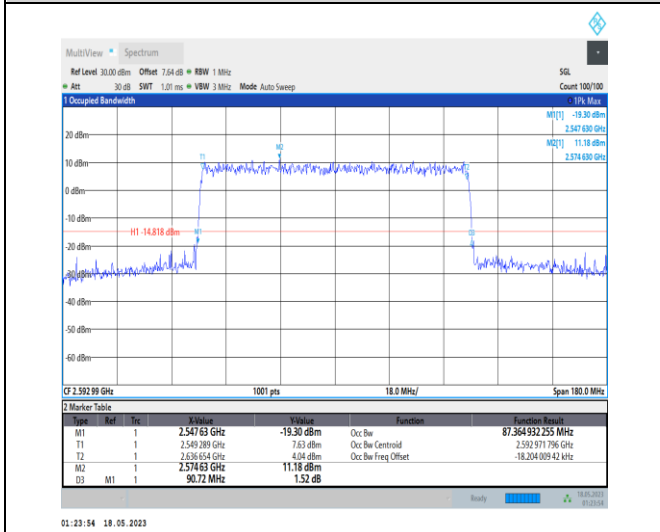 MultiView Spectrum
Ref Level 30.00 dBm Offset 7.64 dB RBW 1 MHz SGL
Att 30 dB SWT 1.01 ms VBW 3 MHz Mode Auto Sweep Count 100/100
1 Occupied Bandwidth 1Pk Max
M1[1] -19.30 dBm
2.547 630 GHz
M2[1] 11.18 dBm
2.574 630 GHz
20 dBm
M2
T1
T2
10 dBm
0 dBm
-10 dBm
H1 -14.818 dBm
M1
D3
-30 dBm
-40 dBm
-50 dBm
-60 dBm
CF 2.592 99 GHz 1001 pts 18.0 MHz/ Span 180.0 MHz
2 Marker Table
Type Ref Trc X-Value Y-Value Function Function Result
M1 1 2.547 63 GHz -19.30 dBm Occ Bw 87.364 932 255 MHz
T1 1 2.549 289 GHz 7.63 dBm Occ Bw Centroid 2.592 971 796 GHz
T2 1 2.636 654 GHz 4.04 dBm Occ Bw Freq Offset -18.204 009 42 kHz
M2 1 2.574 63 GHz 11.18 dBm
D3 M1 1 90.72 MHz 1.52 dB
Ready 18.05.2023
01:23:54
01:23:54 18.05.2023